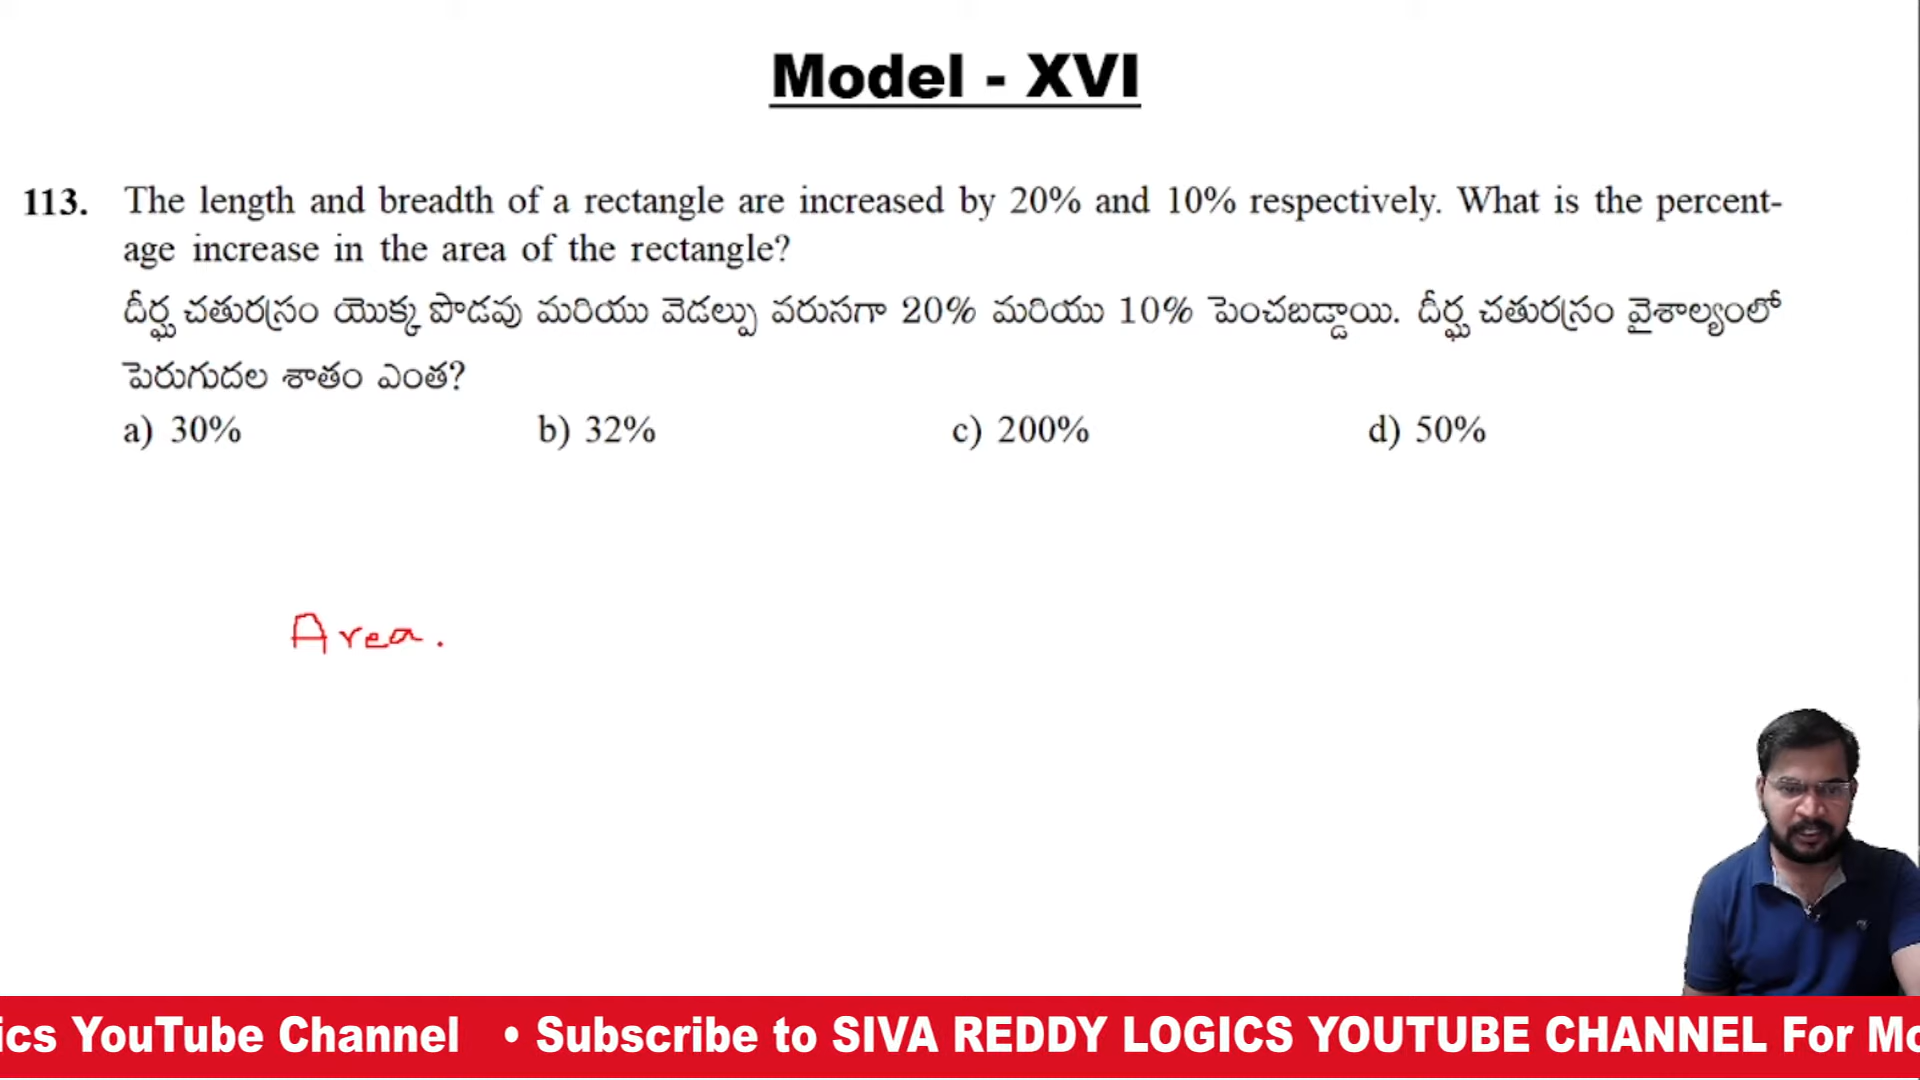 Model - XVI
113. The length and breadth of a rectangle are increased by 20% and 10% respectively. What is the percent-
age increase in the area of the rectangle?
దీర్ఘ చతురస్రం యొక్క పొడవు మరియు వెడల్పు వరుసగా 20% మరియు 10% పెంచబడ్డాయి. దీర్ఘ చతురస్రం వైశాల్యంలో
పెరుగుదల శాతం ఎంత?
a) 30% b) 32% c) 200% d) 50%
Area.
ics YouTube Channel • Subscribe to SIVA REDDY LOGICS YOUTUBE CHANNEL For Mo